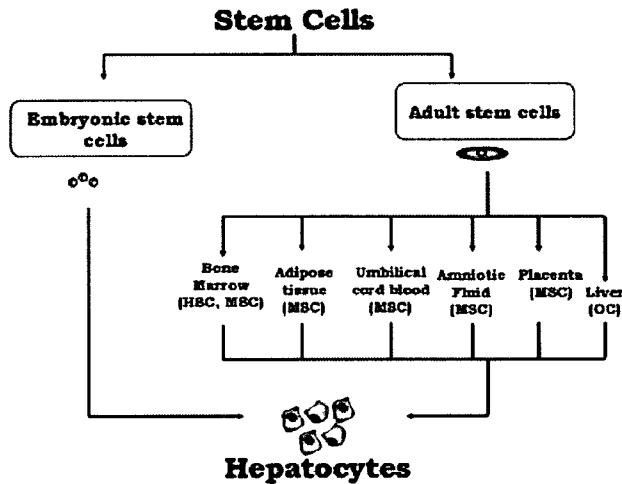 Stem Cells
Embryonic stem
cells
Adult stem cells
Bone
Marrow
(HSC, MSC)
Adipose
tissue
(MSC)
Umbilical
cord blood
(MSC)
Amniotic
Fluid
(MSC)
Placenta
(MSC)
Liver
(OC)
Hepatocytes